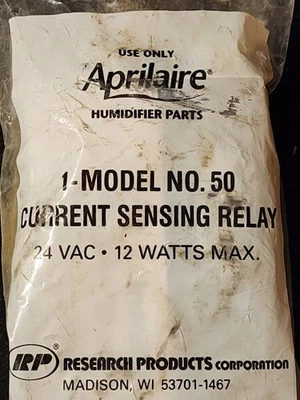 USE ONLY
Aprilaire®
HUMIDIFIER PARTS
1-MODEL NO. 50
CURRENT SENSING RELAY
24 VAC • 12 WATTS MAX.
RP® RESEARCH PRODUCTS CORPORATION
MADISON, WI 53701-1467